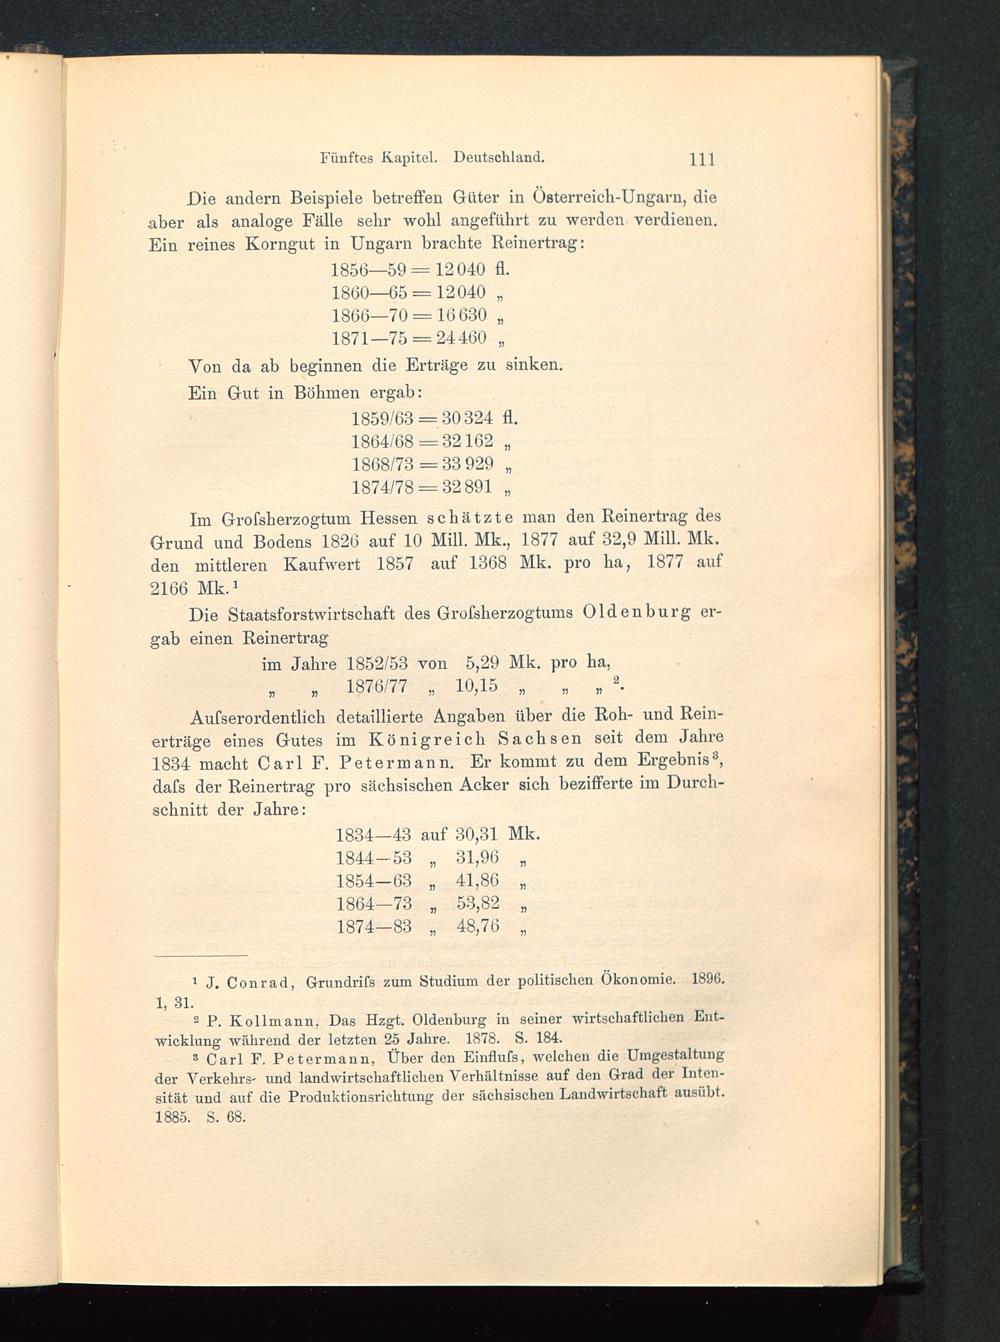 Fünftes Kapitel. Deutschland. 111
Die andern Beispiele betreffen Güter in Österreich-Ungarn, die
aber als analoge Fälle sehr wohl angeführt zu werden verdienen.
Ein reines Korngut in Ungarn brachte Reinertrag:
1856—59 = 12 040 fl.
1860—65 = 12 040 „
1866—70 = 16 630 „
1871—75 = 24 460 „
Von da ab beginnen die Erträge zu sinken.
Ein Gut in Böhmen ergab:
1859/63 = 30 324 fl.
1864/68 = 32 162 „
1868/73 = 33 929 „
1874/78 = 32 891 „
Im Groſsherzogtum Hessen schätzte man den Reinertrag des
Grund und Bodens 1826 auf 10 Mill. Mk., 1877 auf 32,9 Mill. Mk.
den mittleren Kaufwert 1857 auf 1368 Mk. pro ha, 1877 auf
2166 Mk.¹
Die Staatsforstwirtschaft des Groſsherzogtums Oldenburg er-
gab einen Reinertrag
im Jahre 1852/53 von 5,29 Mk. pro ha,
„ „ 1876/77 „ 10,15 „ „ „ ².
Auſserordentlich detaillierte Angaben über die Roh- und Rein-
erträge eines Gutes im Königreich Sachsen seit dem Jahre
1834 macht Carl F. Petermann. Er kommt zu dem Ergebnis³,
daſs der Reinertrag pro sächsischen Acker sich bezifferte im Durch-
schnitt der Jahre:
1834—43 auf 30,31 Mk.
1844—53 „ 31,96 „
1854—63 „ 41,86 „
1864—73 „ 53,82 „
1874—83 „ 48,76 „
¹ J. Conrad, Grundriſs zum Studium der politischen Ökonomie. 1896.
1, 31.
² P. Kollmann, Das Hzgt. Oldenburg in seiner wirtschaftlichen Ent-
wicklung während der letzten 25 Jahre. 1878. S. 184.
³ Carl F. Petermann, Über den Einfluſs, welchen die Umgestaltung
der Verkehrs- und landwirtschaftlichen Verhältnisse auf den Grad der Inten-
sität und auf die Produktionsrichtung der sächsischen Landwirtschaft ausübt.
1885. S. 68.